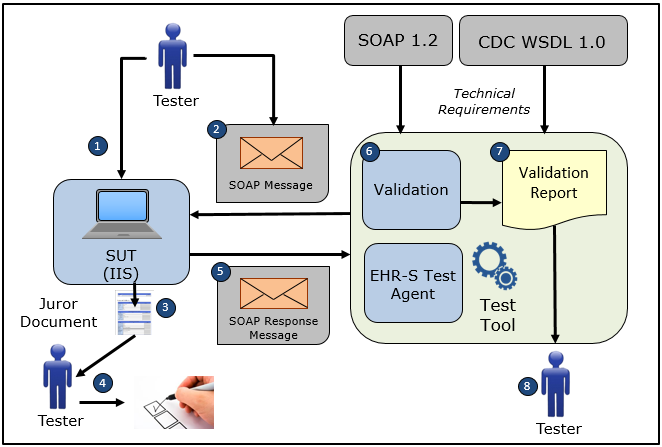 SOAP 1.2
CDC WSDL 1.0
Tester
Technical
Requirements
1
2
SOAP Message
6
Validation
7
Validation
Report
SUT
(IIS)
5
SOAP Response
Message
EHR-S Test
Agent
Test
Tool
Juror
Document
3
4
Tester
8
Tester